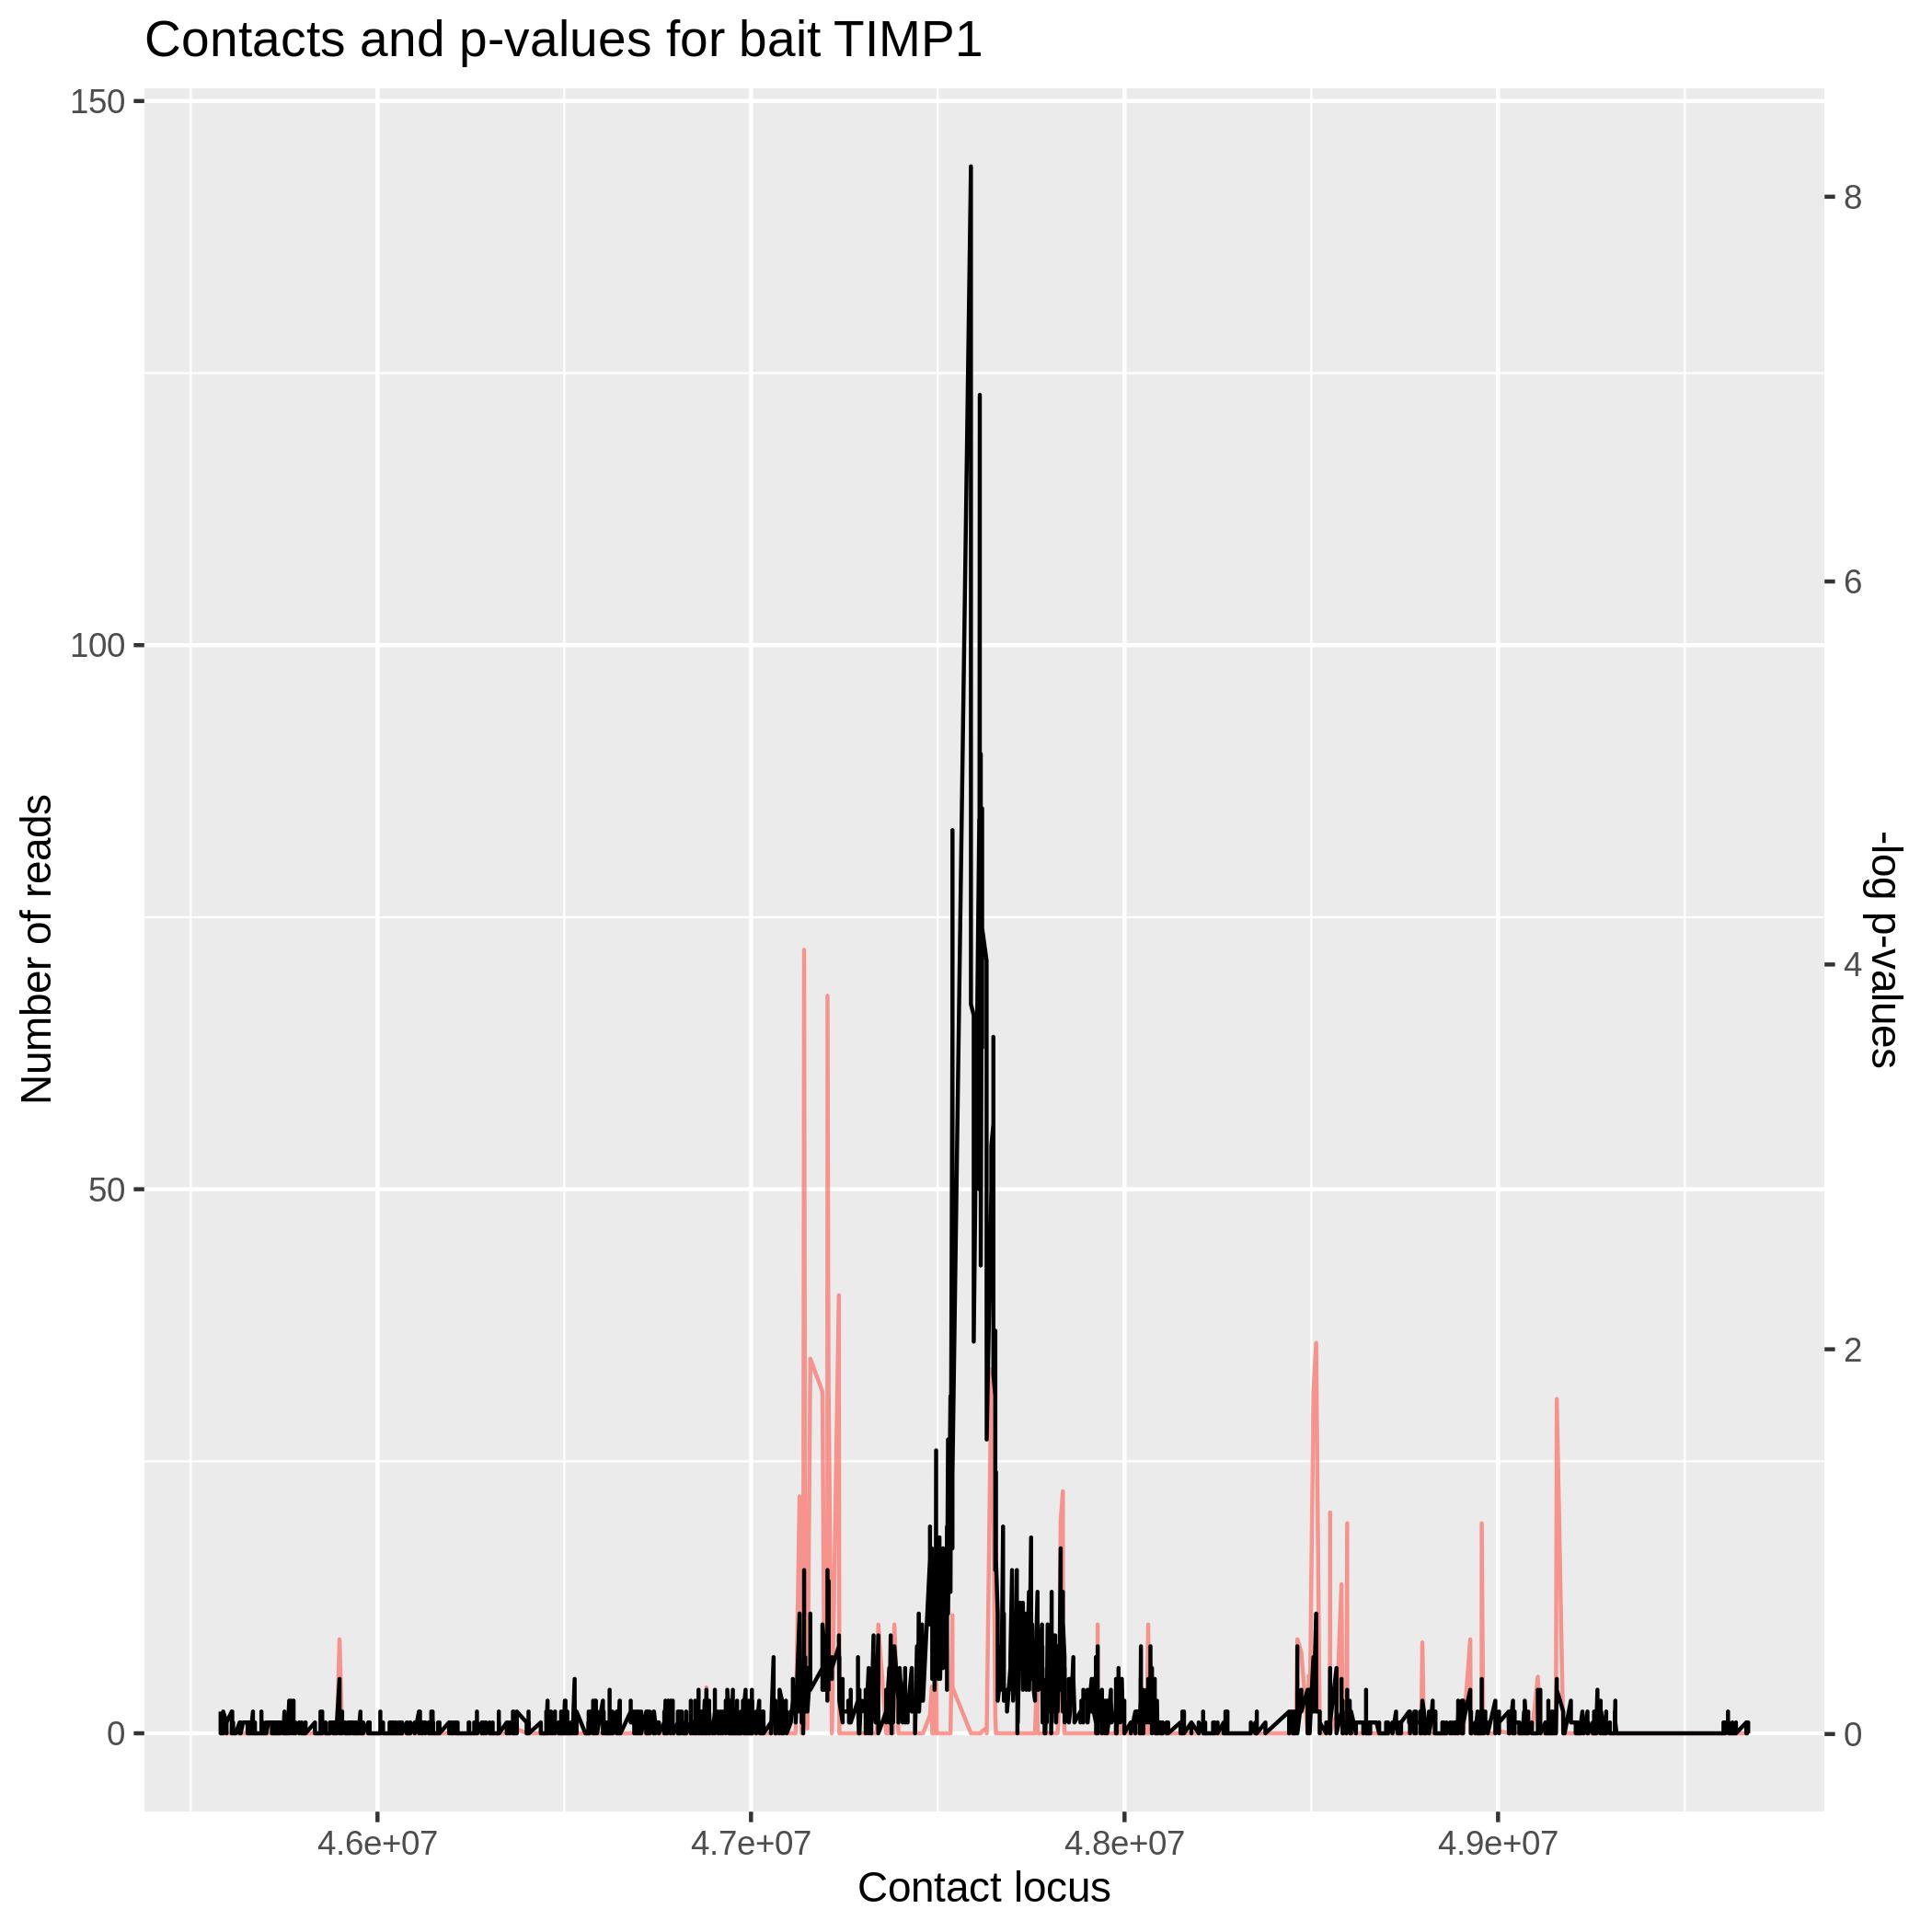 Contacts and p-values for bait TIMP1
150
100
50
0
Number of reads
8
6
4
2
0
-log p-values
4.6e+07
4.7e+07
4.8e+07
4.9e+07
Contact locus